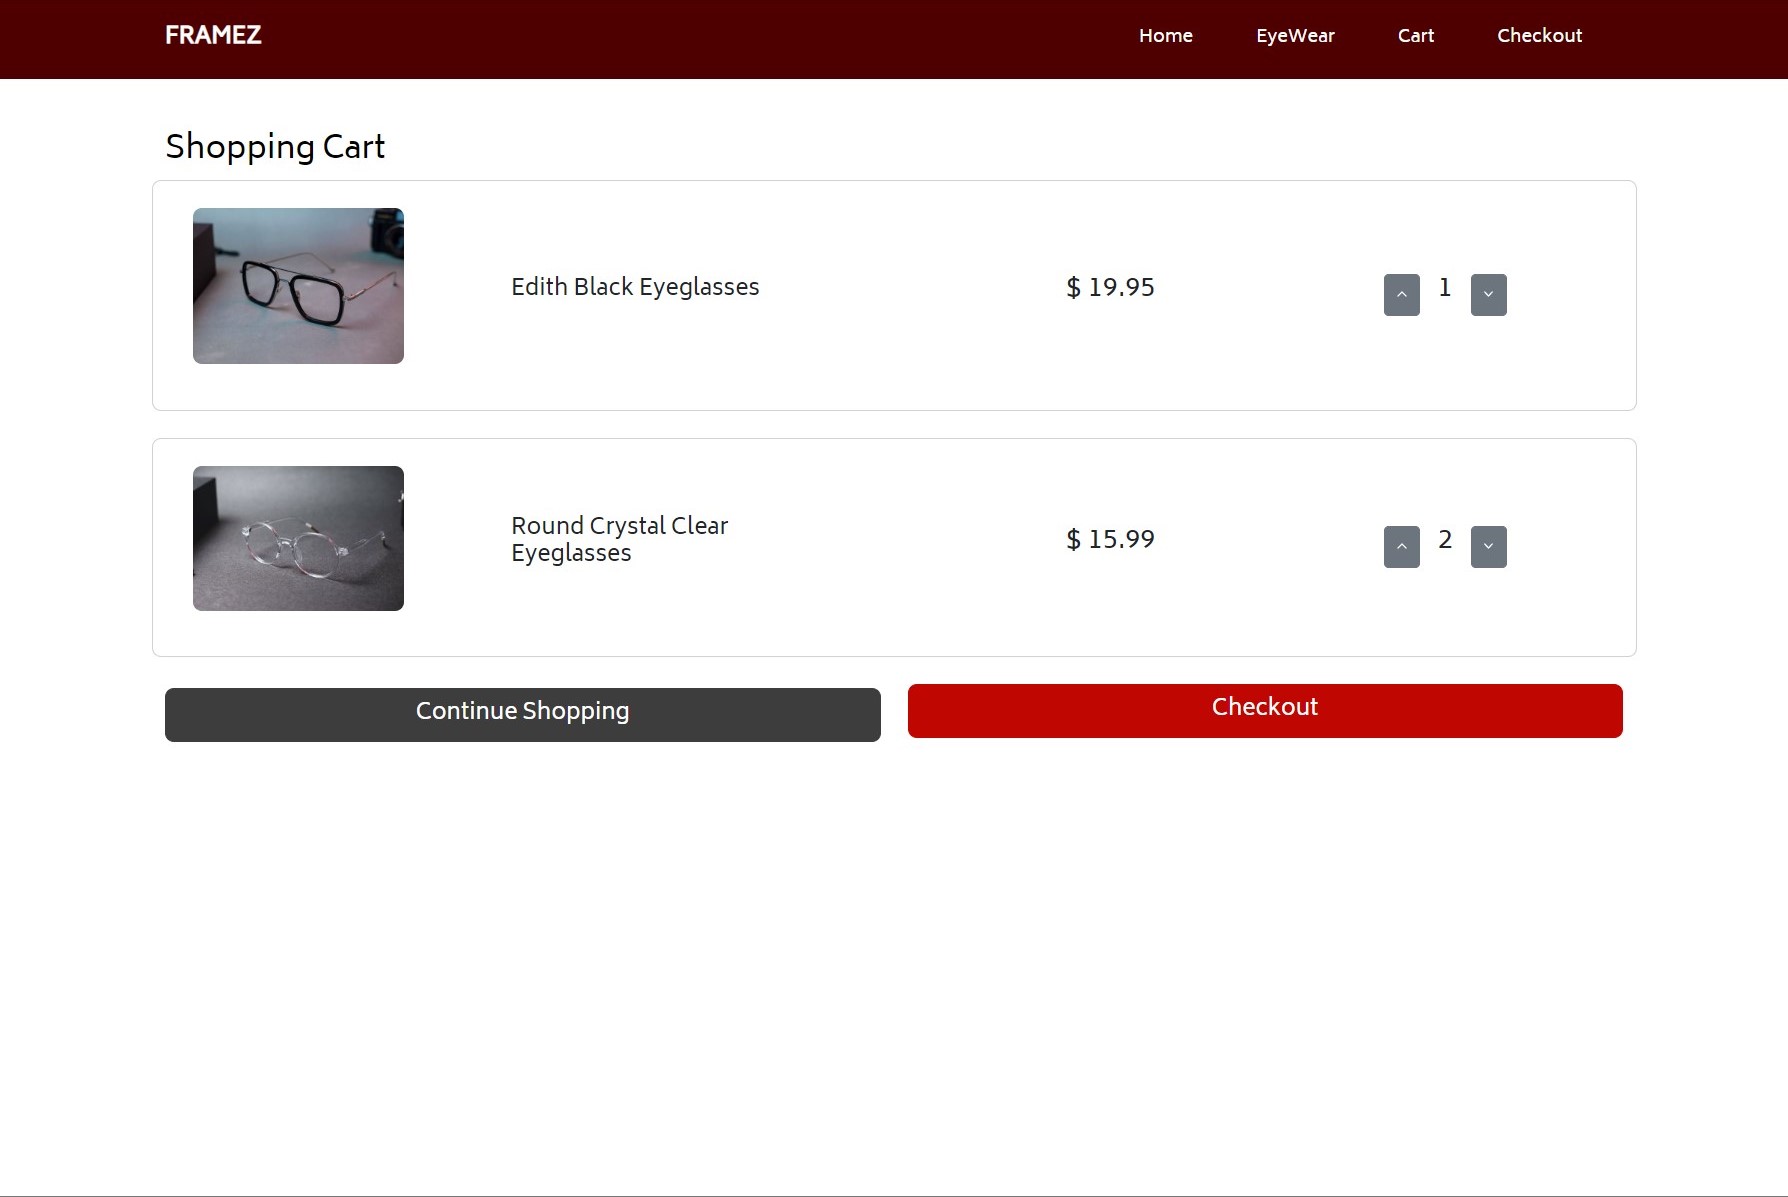 FRAMEZ
Home
EyeWear
Cart
Checkout
Shopping Cart
Edith Black Eyeglasses
$ 19.95
1
Round Crystal Clear
Eyeglasses
$ 15.99
2
Continue Shopping
Checkout